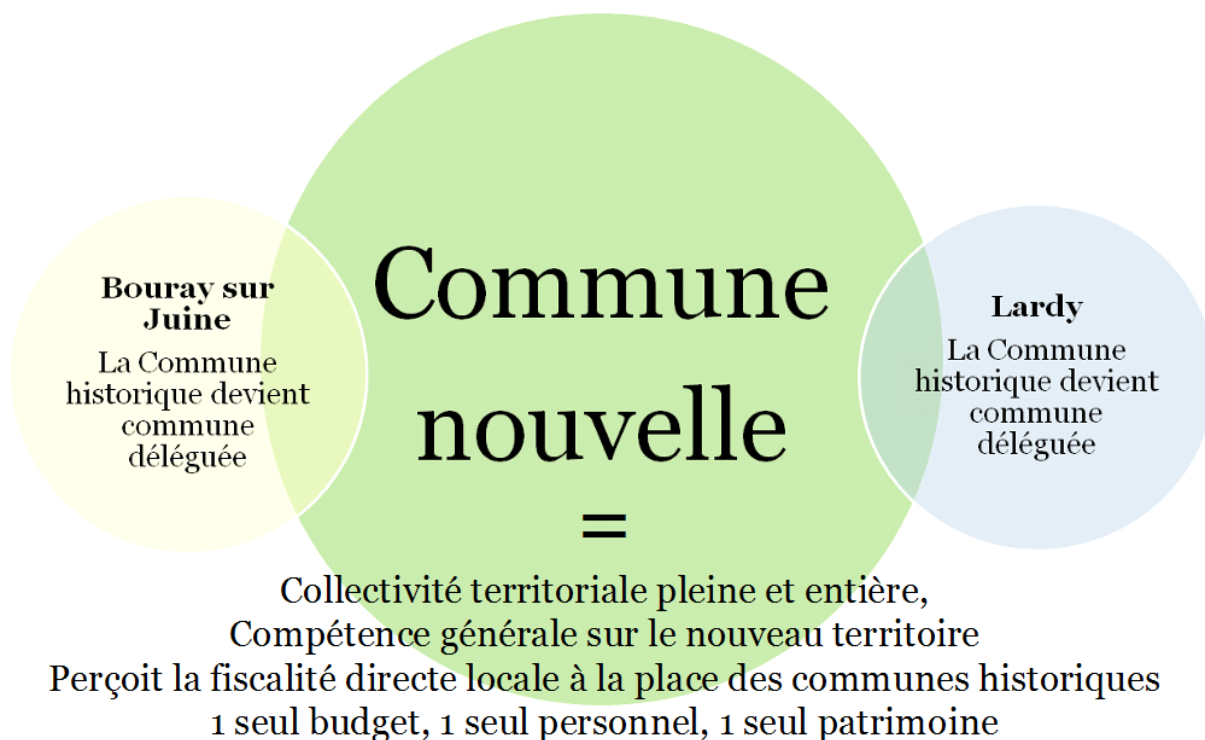 Bouray sur
Juine
La Commune
historique devient
commune
déléguée
Commune
nouvelle
=
Lardy
La Commune
historique devient
commune
déléguée
Collectivité territoriale pleine et entière,
Compétence générale sur le nouveau territoire
Perçoit la fiscalité directe locale à la place des communes historiques
1 seul budget, 1 seul personnel, 1 seul patrimoine